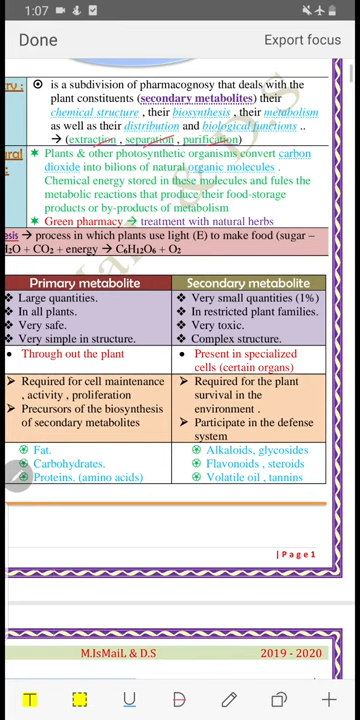 1:07
Done
Export focus
ry :
⊙ is a subdivision of pharmacognosy that deals with the
plant constituents (secondary metabolites) their
chemical structure , their biosynthesis , their metabolism
as well as their distribution and biological functions ..
→ (extraction , separation , purification)
ral
Plants & other photosynthetic organisms convert carbon
dioxide into bilions of natural organic molecules .
Chemical energy stored in these molecules and fules the
metabolic reactions that produce their food-storage
products or by-products of metabolism
Green pharmacy → treatment with natural herbs
esis → process in which plants use light (E) to make food (sugar –
H₂O + CO₂ + energy → C₆H₁₂O₆ + O₂
Primary metabolite Secondary metabolite
❖ Large quantities. ❖ Very small quantities (1%)
❖ In all plants. ❖ In restricted plant families.
❖ Very safe. ❖ Very toxic.
❖ Very simple in structure. ❖ Complex structure.
• Through out the plant • Present in specialized
cells (certain organs)
➢ Required for cell maintenance ➢ Required for the plant
, activity , proliferation survival in the
➢ Precursors of the biosynthesis environment .
of secondary metabolites ➢ Participate in the defense
system
Fat. Alkaloids, glycosides
Carbohydrates. Flavonoids , steroids
Proteins. (amino acids) Volatile oil , tannins
| P a g e 1
M.IsMaiL & D.S 2019 - 2020